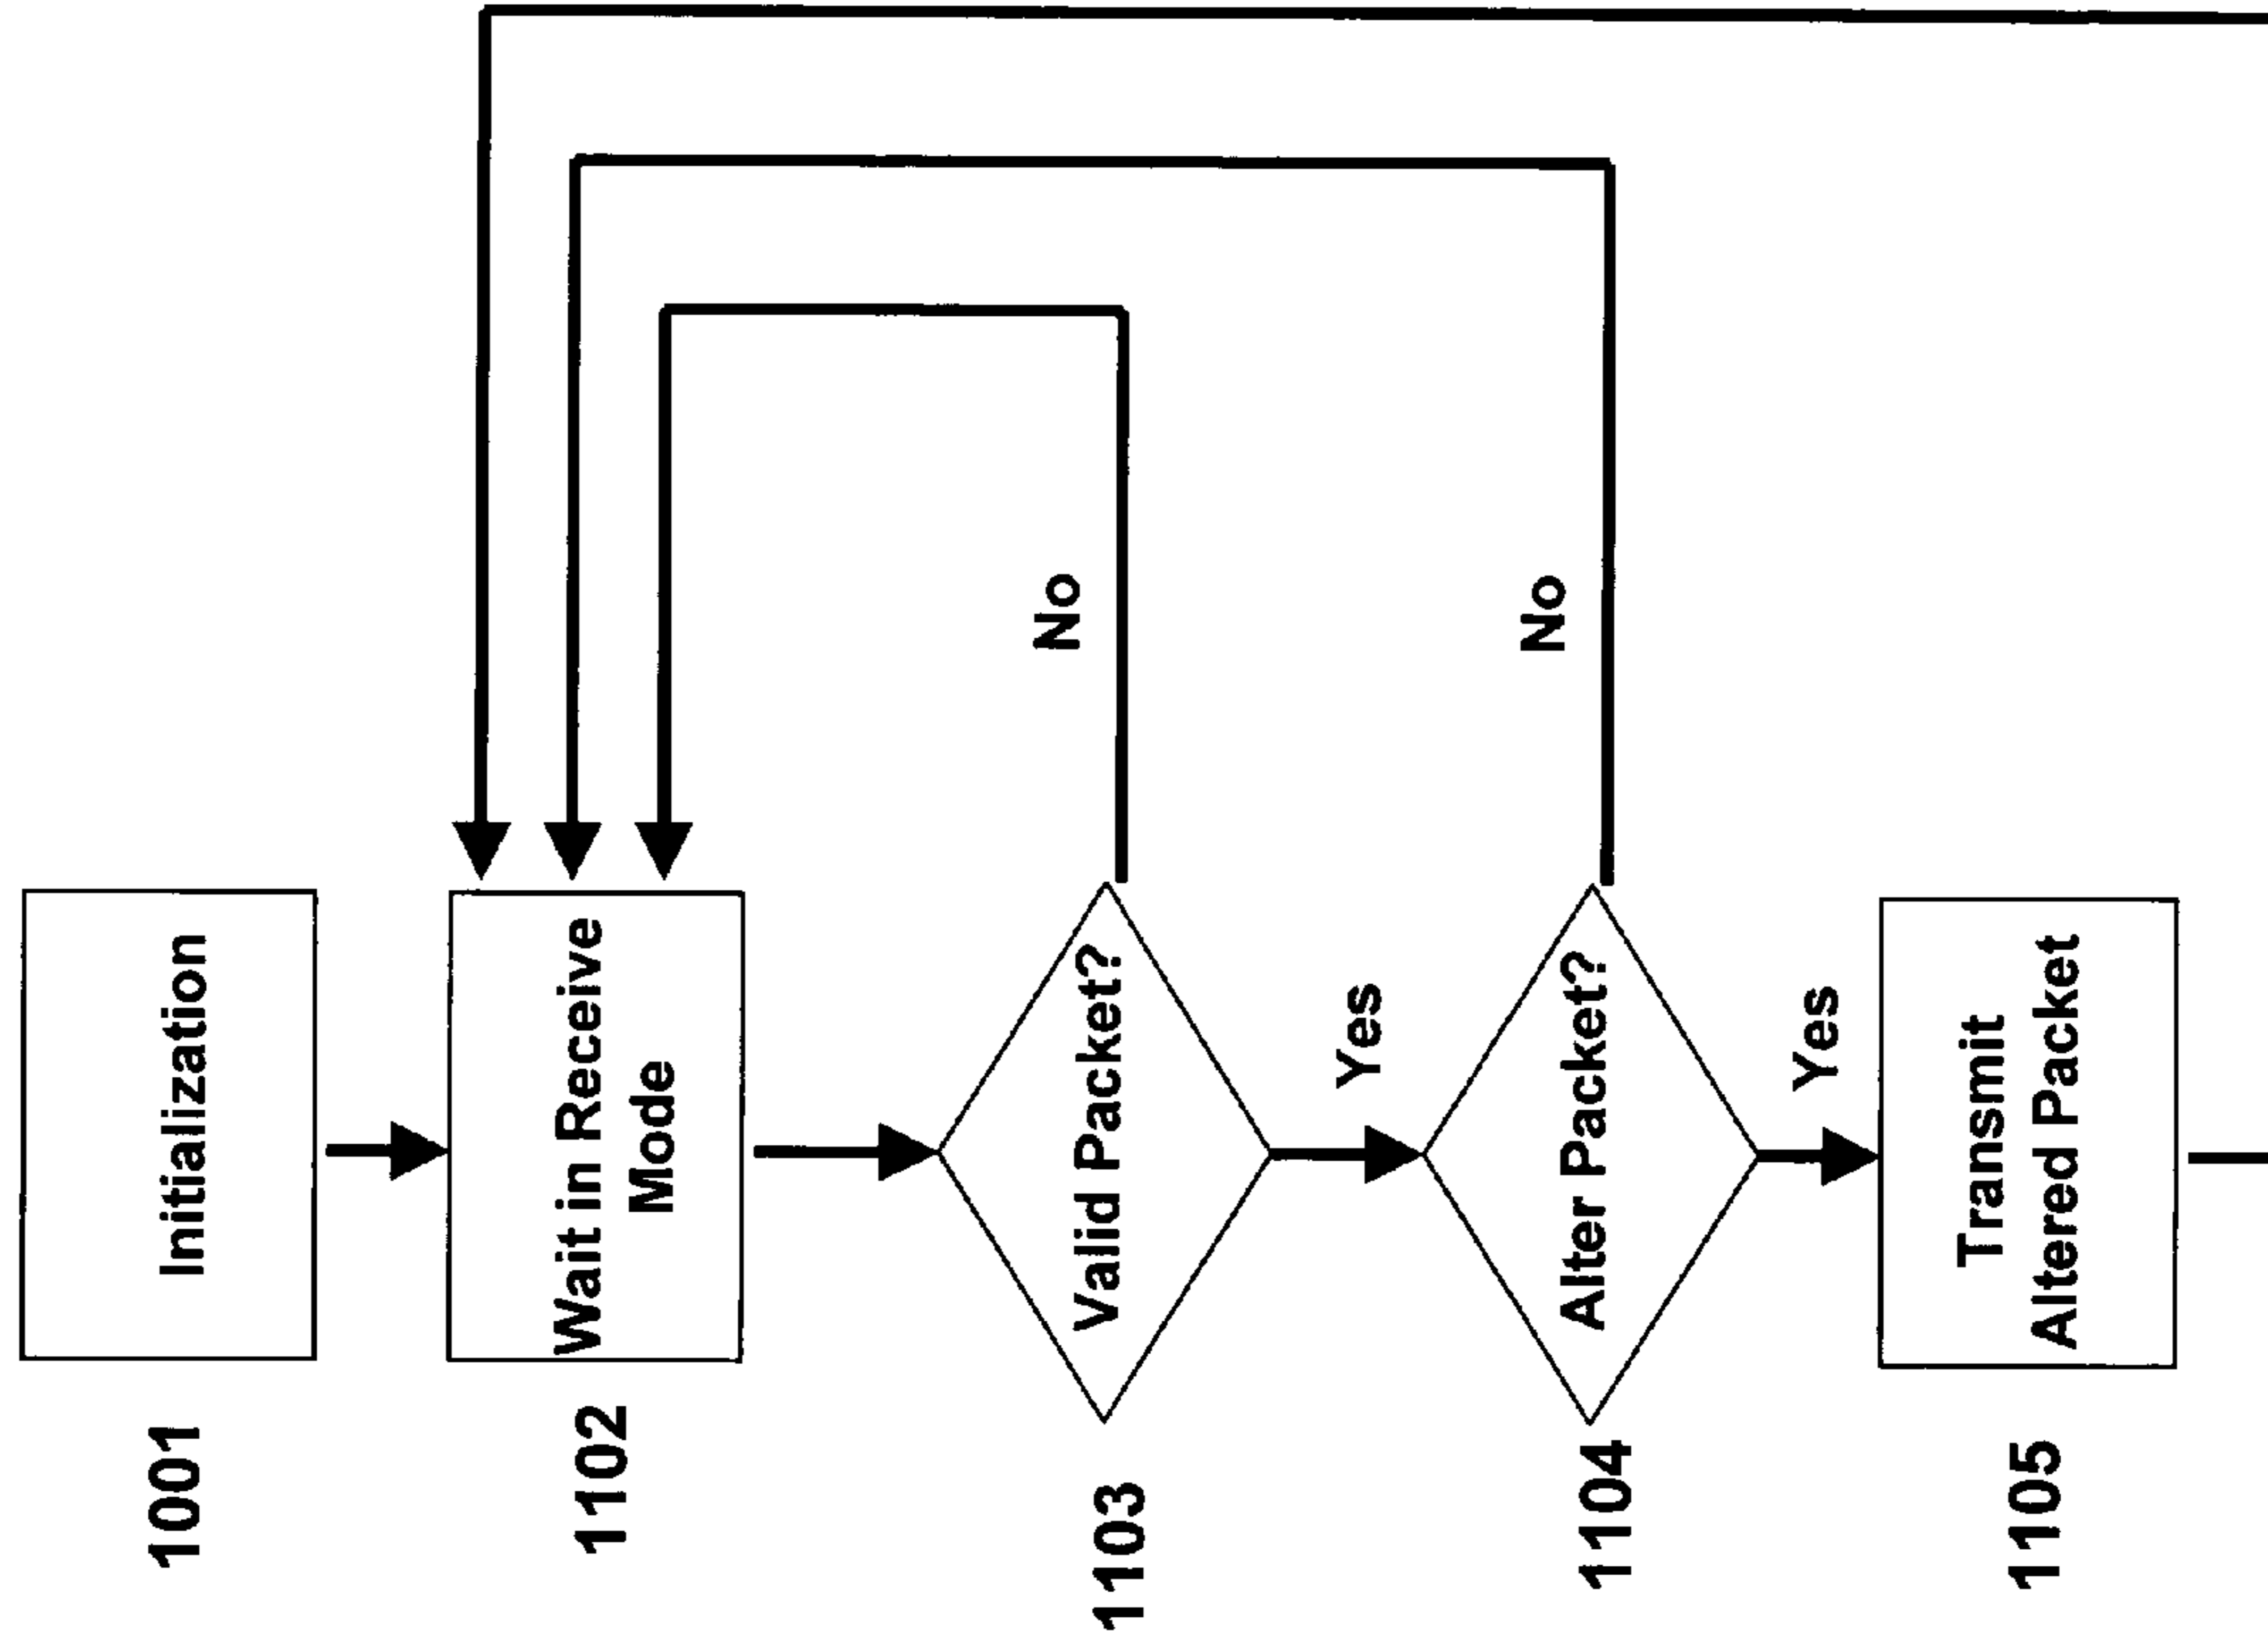 1001
Initialization
1102
Wait in Receive
Mode
1103
Valid Packet?
No
Yes
1104
Alter Packet?
No
Yes
1105
Transmit
Altered Packet